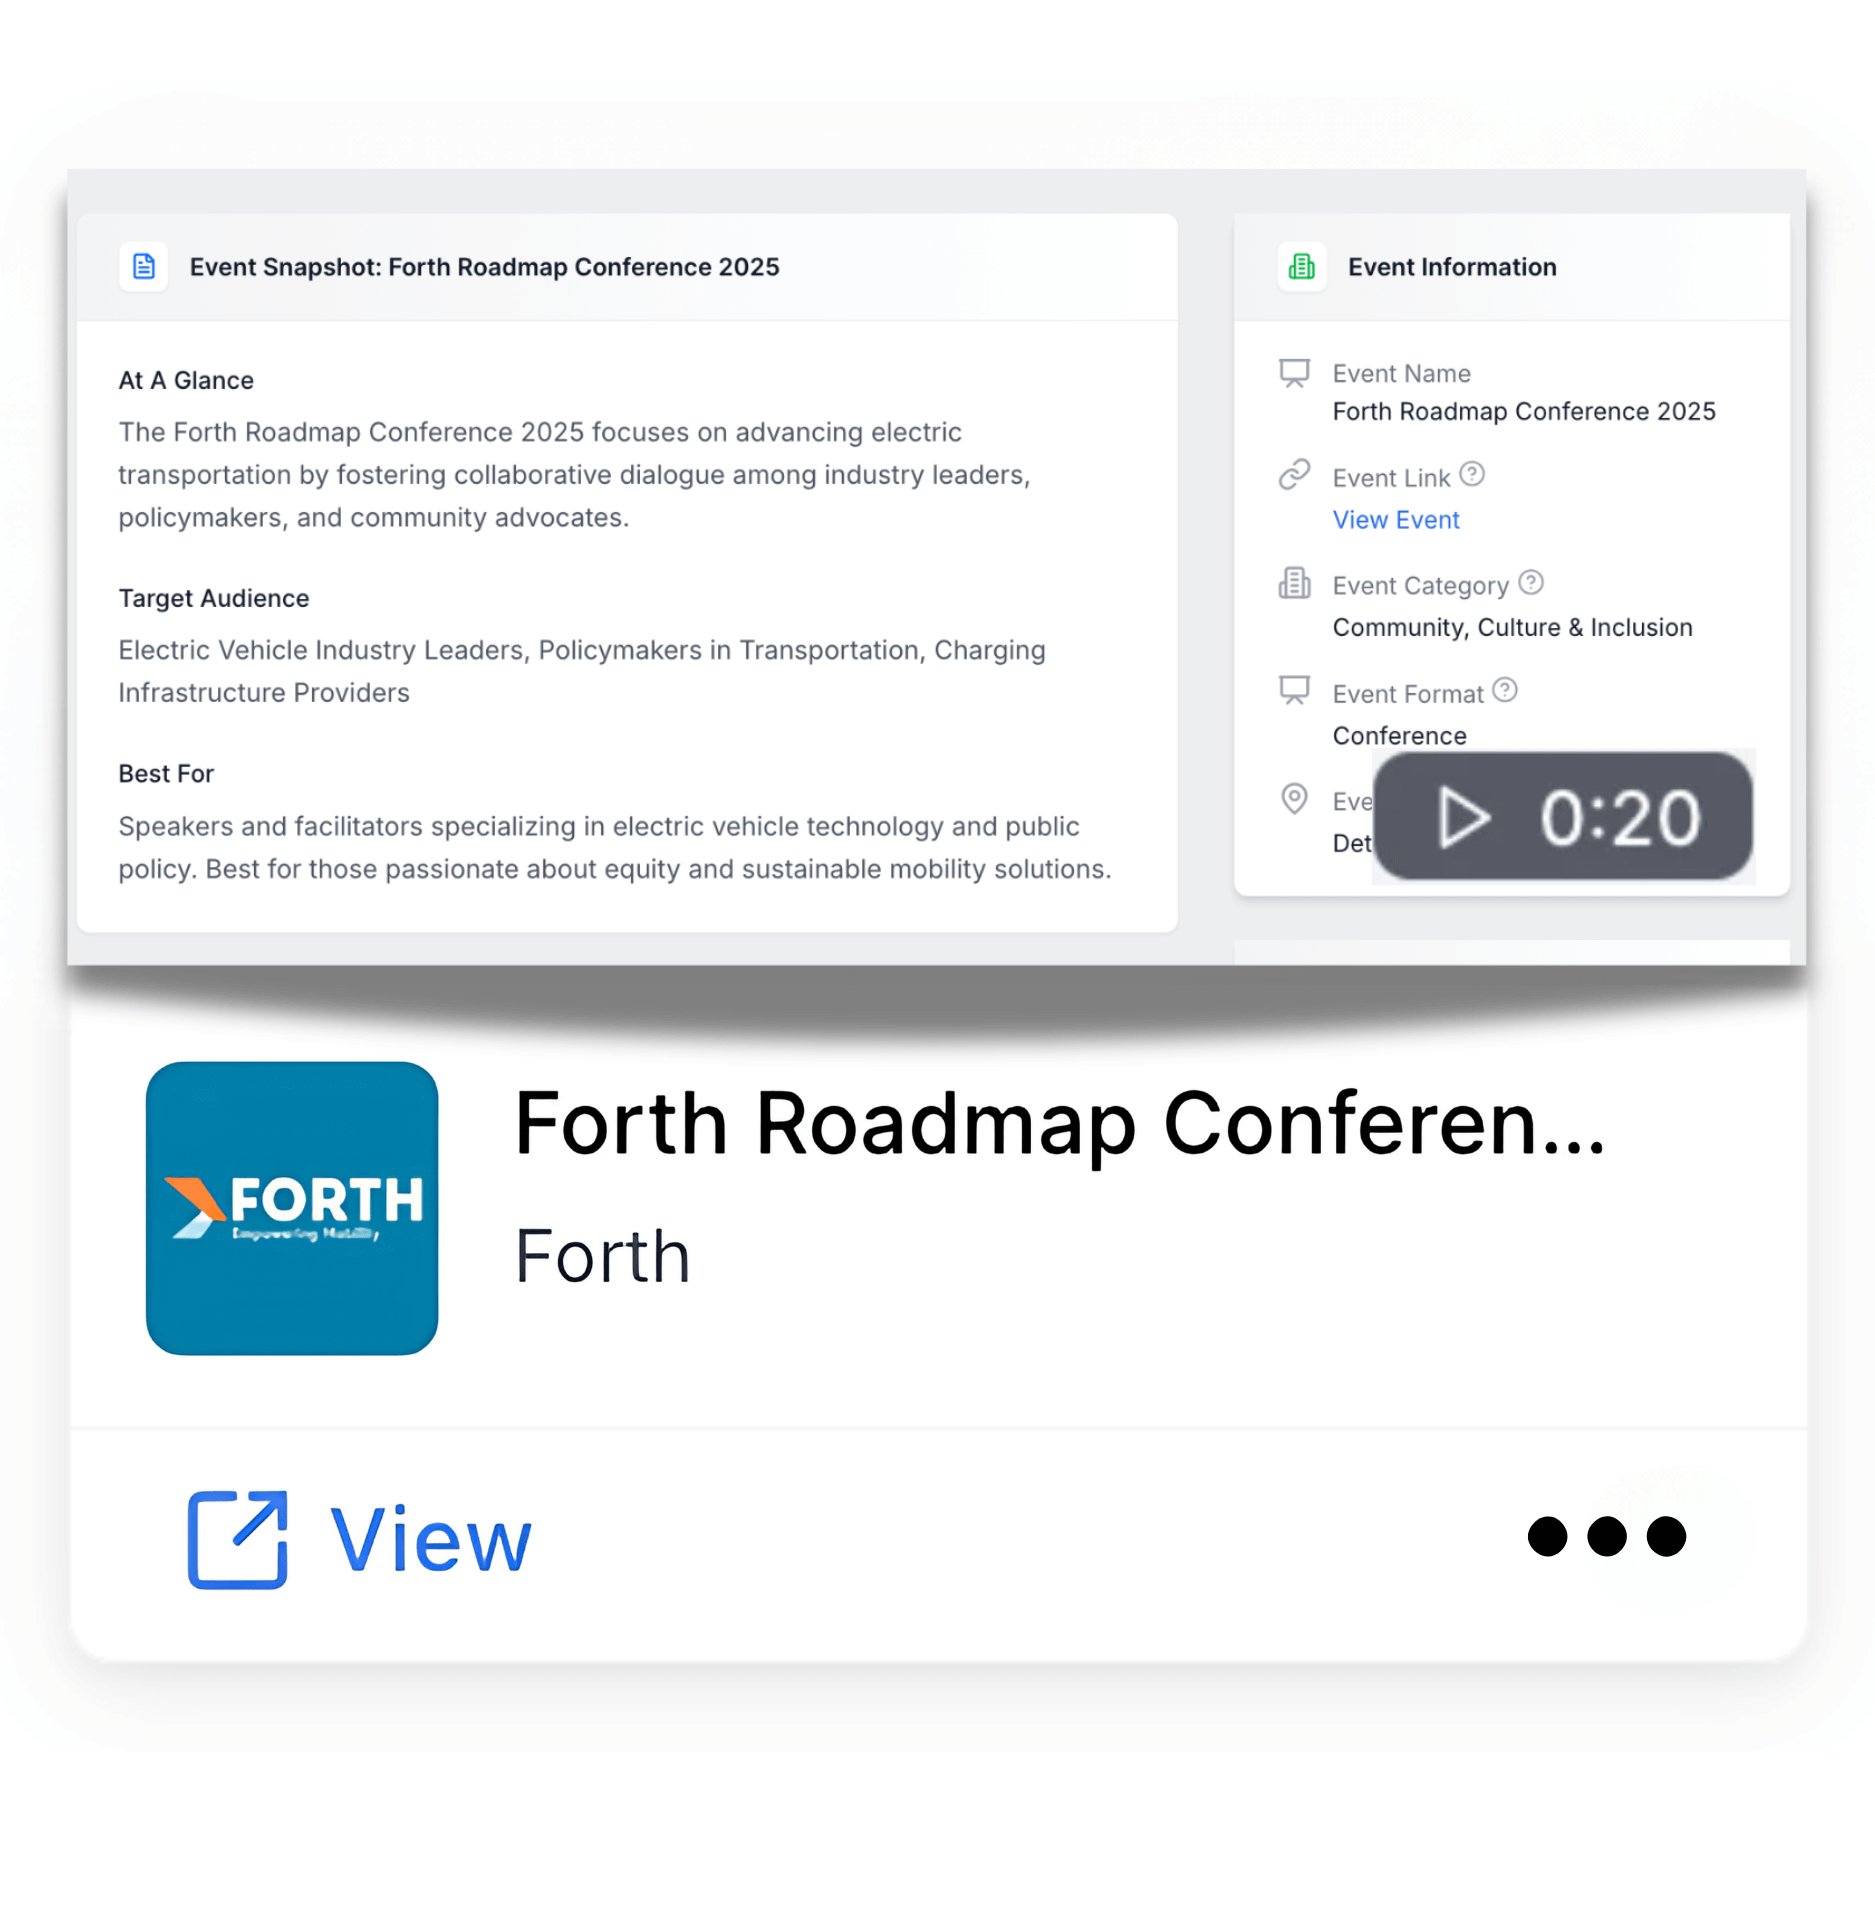 Event Snapshot: Forth Roadmap Conference 2025
At A Glance
The Forth Roadmap Conference 2025 focuses on advancing electric
transportation by fostering collaborative dialogue among industry leaders,
policymakers, and community advocates.
Target Audience
Electric Vehicle Industry Leaders, Policymakers in Transportation, Charging
Infrastructure Providers
Best For
Speakers and facilitators specializing in electric vehicle technology and public
policy. Best for those passionate about equity and sustainable mobility solutions.
Event Information
Event Name
Forth Roadmap Conference 2025
Event Link
View Event
Event Category
Community, Culture & Inclusion
Event Format
Conference
Eve
Det
0:20
FORTH
Empowering Mobility
Forth Roadmap Conferen...
Forth
View